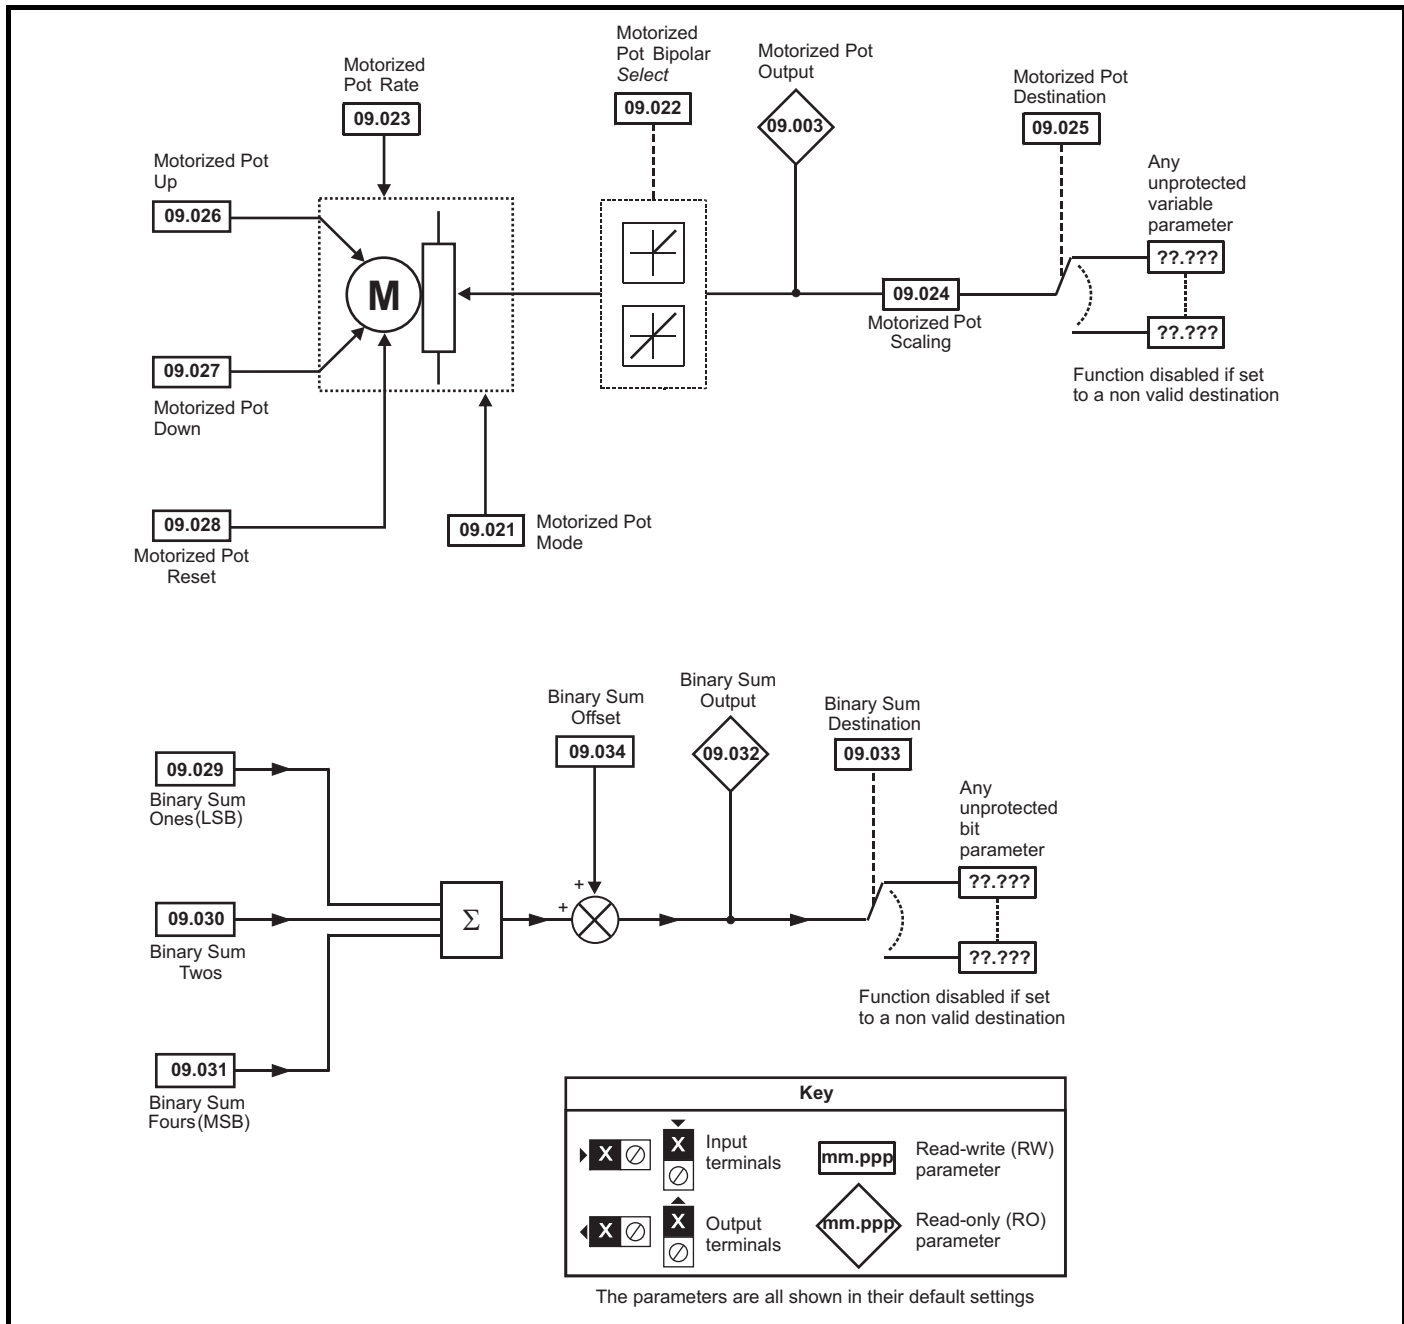 Motorized
Pot Rate
09.023
Motorized
Pot Bipolar
Select
09.022
Motorized Pot
Output
09.003
Motorized Pot
Destination
09.025
Motorized Pot
Up
09.026
M
09.027
Motorized Pot
Down
09.028
Motorized Pot
Reset
09.021
Motorized Pot
Mode
09.024
Motorized Pot
Scaling
Any
unprotected
variable
parameter
??.???
??.???
Function disabled if set
to a non valid destination
Binary Sum
Offset
09.034
Binary Sum
Output
09.032
Binary Sum
Destination
09.033
09.029
Binary Sum
Ones(LSB)
09.030
Binary Sum
Twos
09.031
Binary Sum
Fours(MSB)
Σ
+
+
Any
unprotected
bit
parameter
??.???
??.???
Function disabled if set
to a non valid destination
Key
X
X
Input
terminals
mm.ppp
Read-write (RW)
parameter
X
X
Output
terminals
mm.ppp
Read-only (RO)
parameter
The parameters are all shown in their default settings